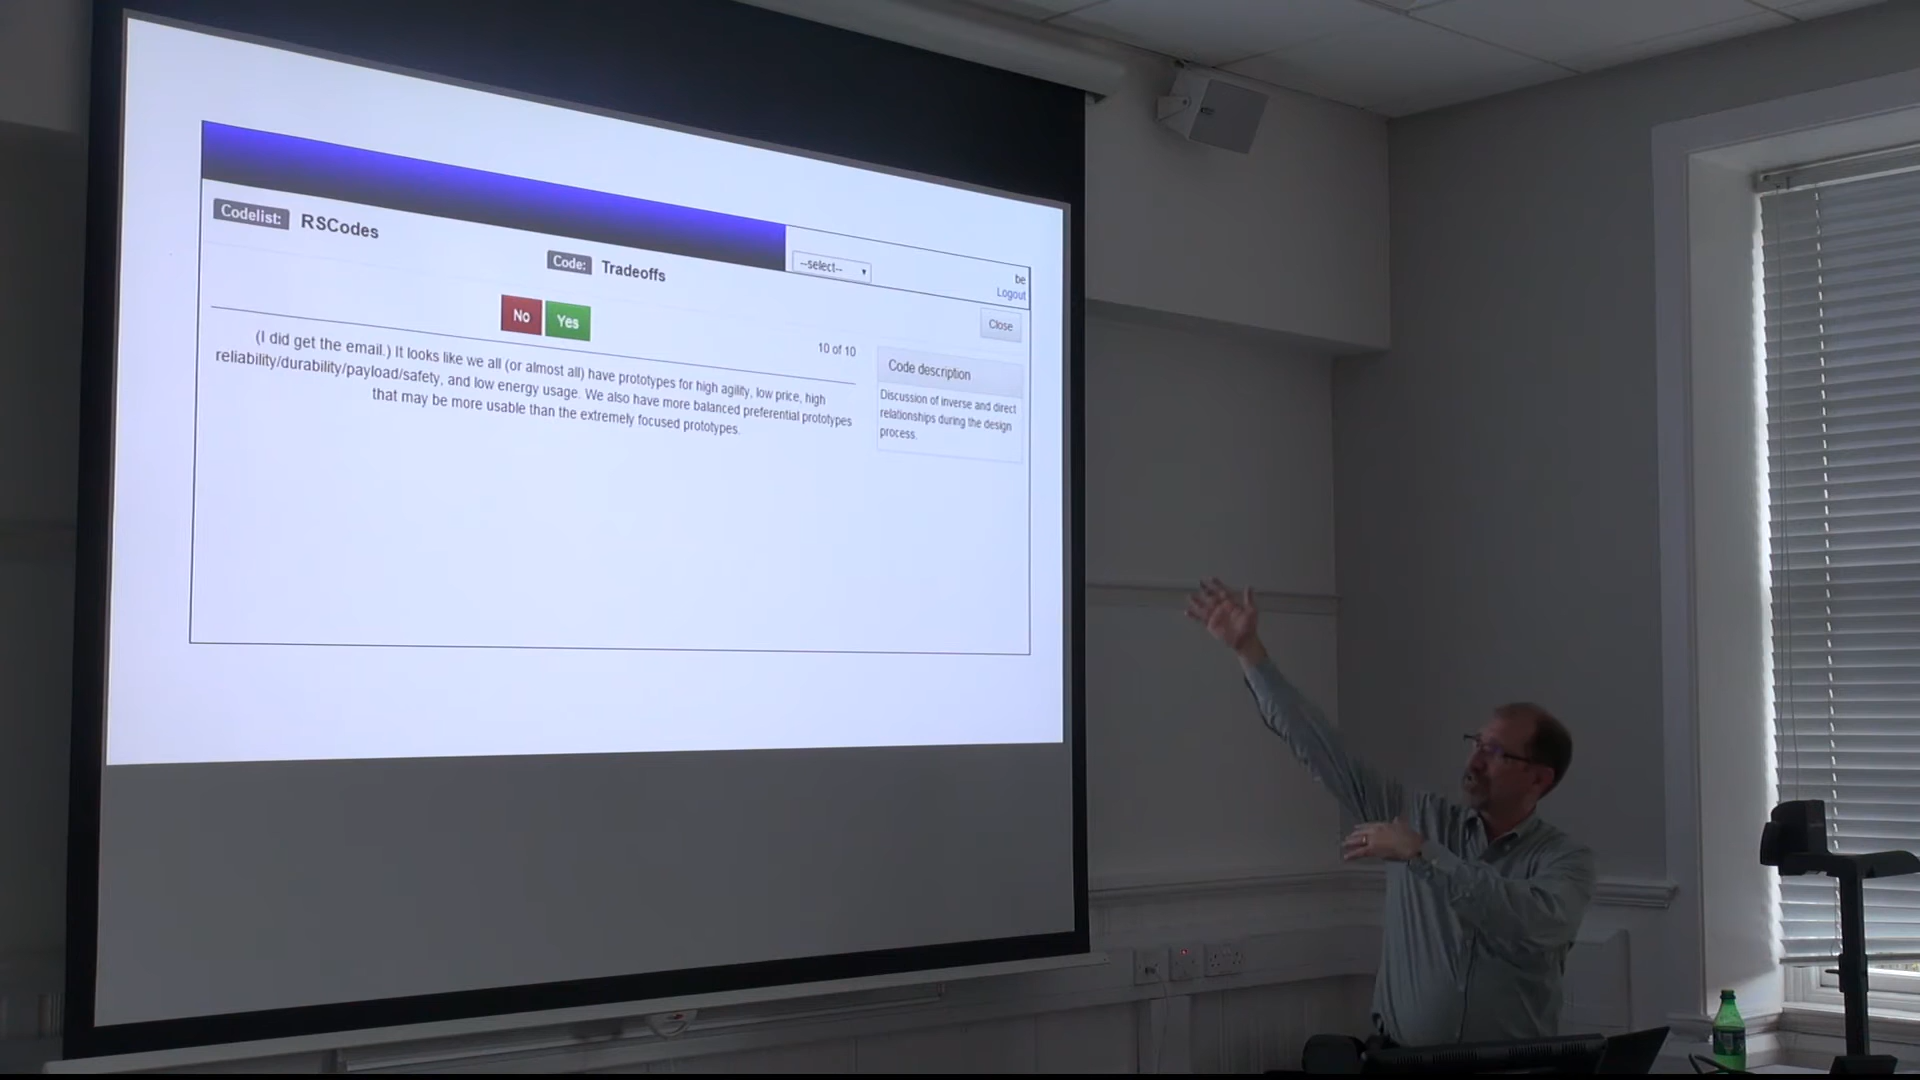 Codelist: RSCodes
Code: Tradeoffs
--select--
be
Logout
No Yes
Close
10 of 10
(I did get the email.) It looks like we all (or almost all) have prototypes for high agility, low price, high
reliability/durability/payload/safety, and low energy usage. We also have more balanced preferential prototypes
that may be more usable than the extremely focused prototypes.
Code description
Discussion of inverse and direct
relationships during the design
process.